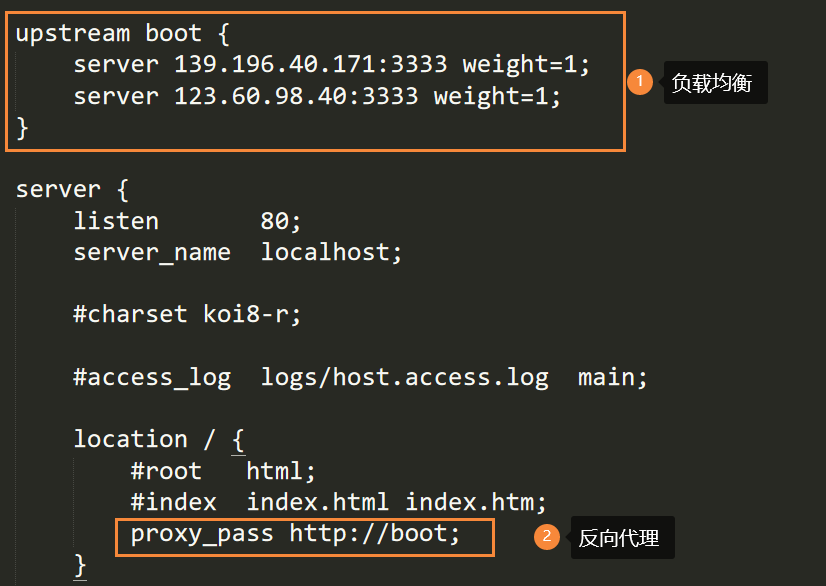 upstream boot {
server 139.196.40.171:3333 weight=1;
server 123.60.98.40:3333 weight=1;
}
1 负载均衡
server {
listen 80;
server_name localhost;
#charset koi8-r;
#access_log logs/host.access.log main;
location / {
#root html;
#index index.html index.htm;
proxy_pass http://boot;
2 反向代理
}